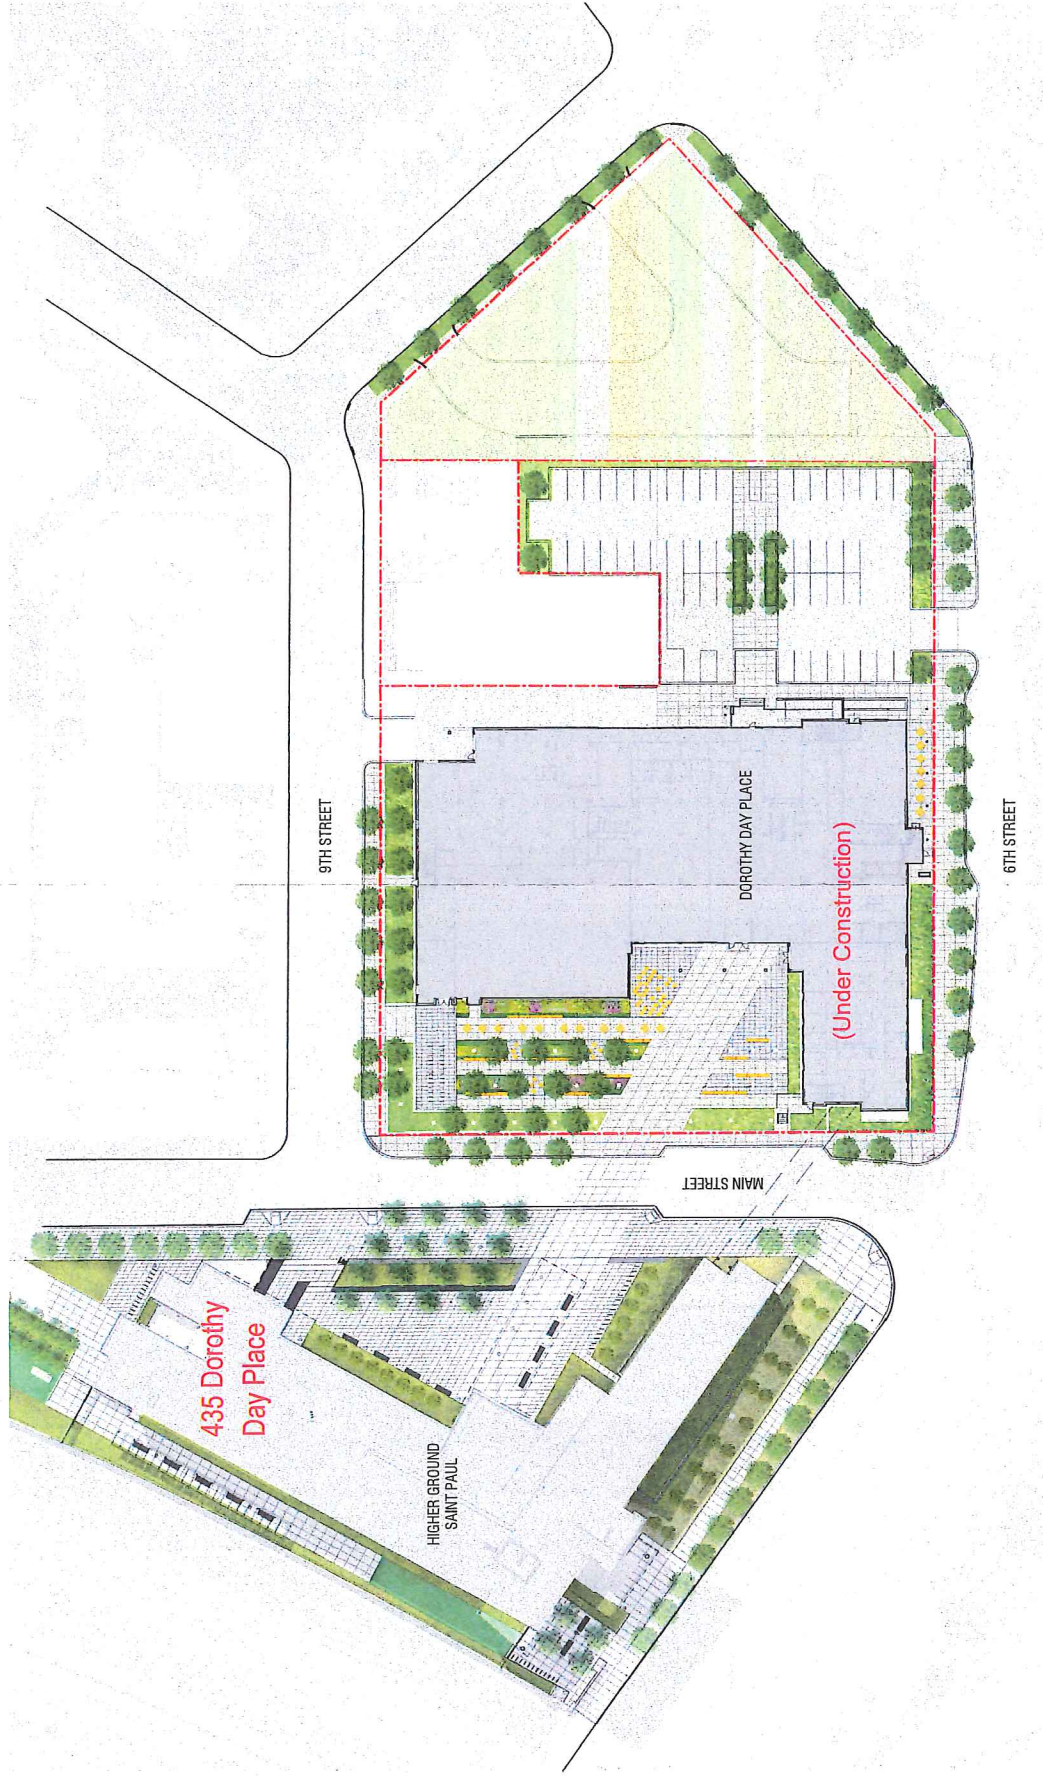 435 Dorothy
Day Place
HIGHER GROUND
SAINT PAUL
MAIN STREET
9TH STREET
DOROTHY DAY PLACE
(Under Construction)
6TH STREET